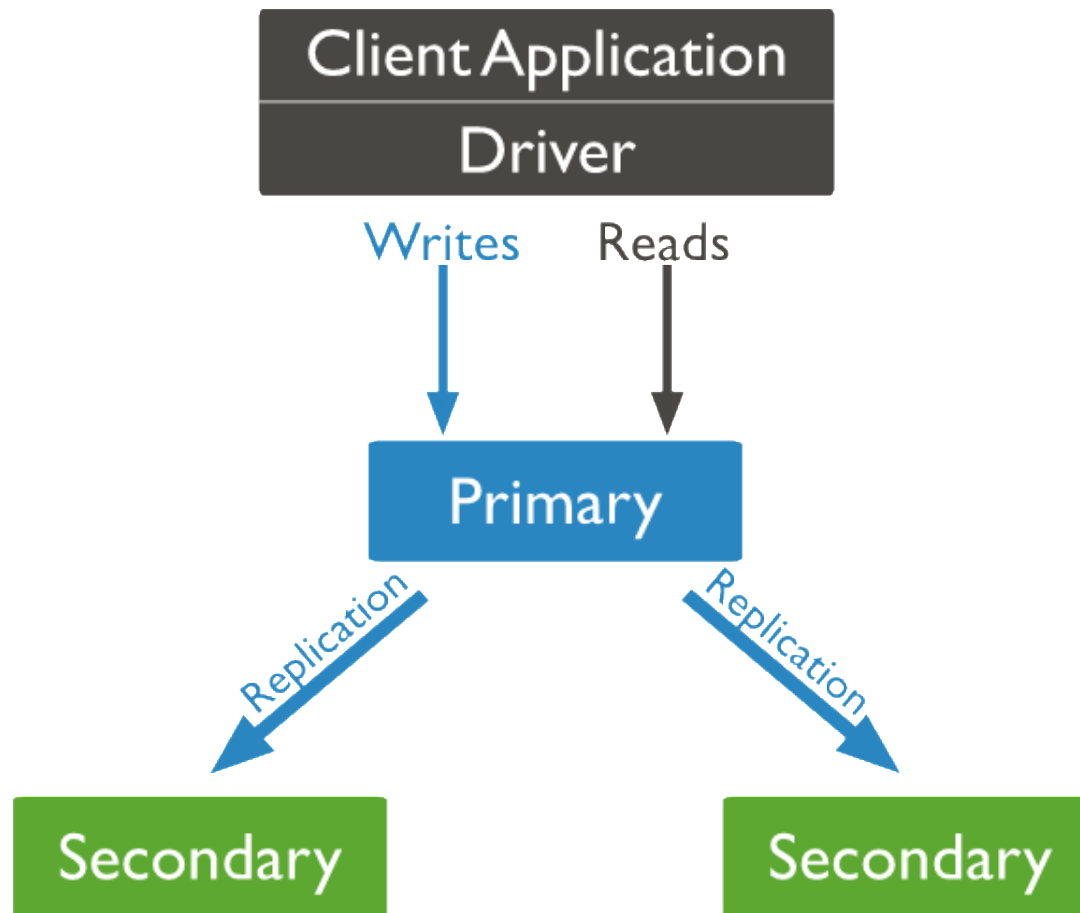 Client Application
Driver
Writes Reads
Primary
Replication Replication
Secondary Secondary